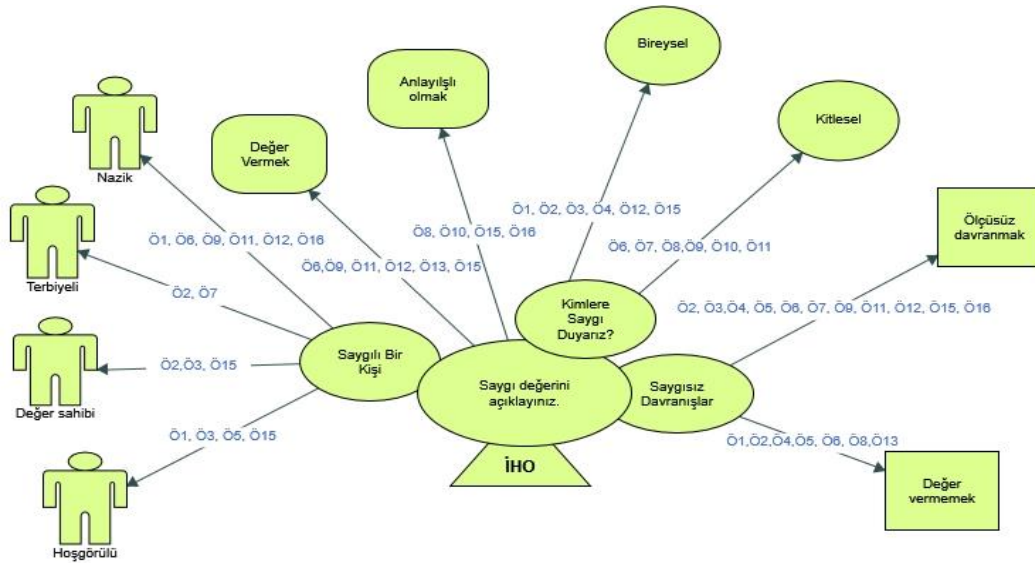 Bireysel
Anlayılşlı
olmak
Kitlesel
Değer
Vermek
Nazik
Ö1, Ö2, Ö3, Ö4, Ö12, Ö15
Ölçüsüz
davranmak
Ö8, Ö10, Ö15, Ö16
Ö1, Ö6, Ö9, Ö11, Ö12, Ö16
Ö6, Ö7, Ö8,Ö9, Ö10, Ö11
Ö6,Ö9, Ö11, Ö12, Ö13, Ö15
Terbiyeli
Ö2, Ö7
Kimlere
Saygı
Duyarız?
Ö2, Ö3,Ö4, Ö5, Ö6, Ö7, Ö9, Ö11, Ö12, Ö15, Ö16
Saygılı Bir
Kişi
Ö2,Ö3, Ö15
Saygı değerini
açıklayınız.
Saygısız
Davranışlar
Değer sahibi
Ö1, Ö3, Ö5, Ö15
Ö1,Ö2,Ö4,Ö5, Ö6, Ö8,Ö13
İHO
Değer
vermemek
Hoşgörülü